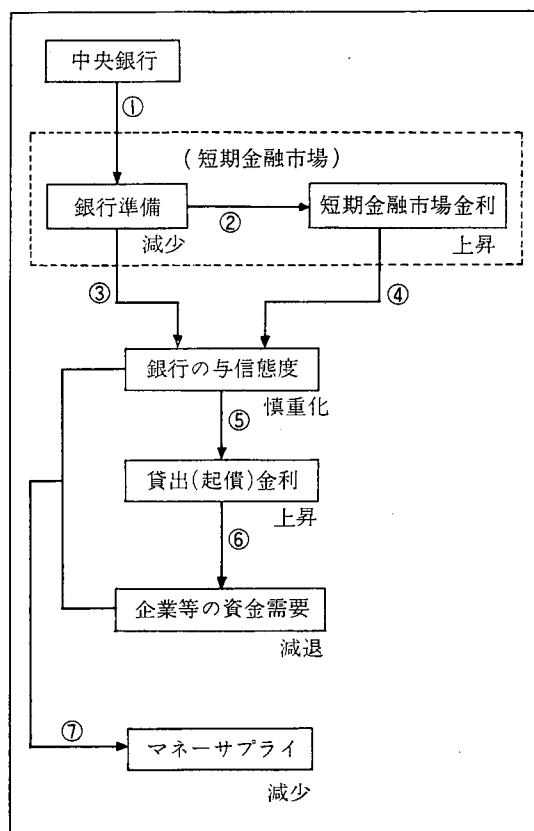 中央銀行
①
(短期金融市場)
銀行準備
②
短期金融市場金利
減少
上昇
③
④
銀行の与信態度
慎重化
⑤
貸出(起債)金利
上昇
⑥
企業等の資金需要
減退
⑦
マネーサプライ
減少